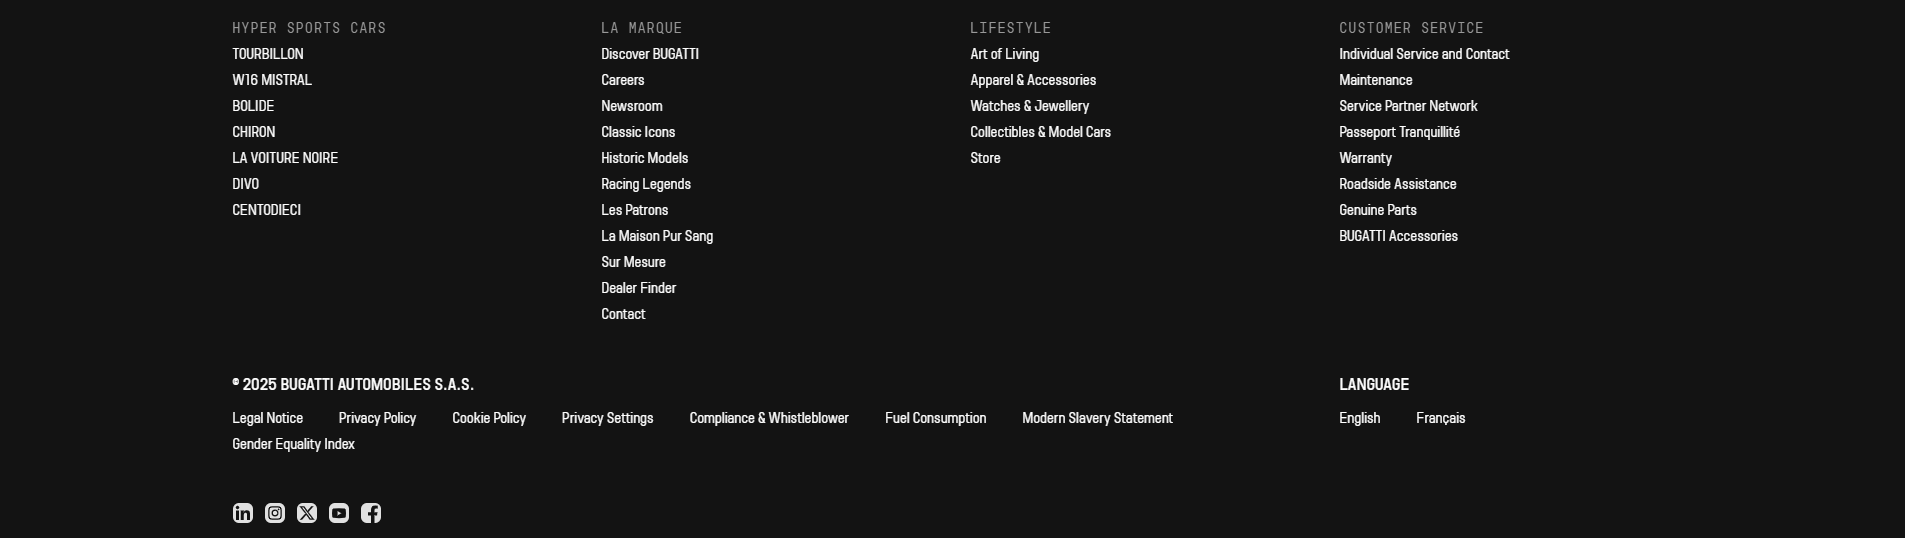 HYPER SPORTS CARS
TOURBILLON
W16 MISTRAL
BOLIDE
CHIRON
LA VOITURE NOIRE
DIVO
CENTODIECI
LA MARQUE
Discover BUGATTI
Careers
Newsroom
Classic Icons
Historic Models
Racing Legends
Les Patrons
La Maison Pur Sang
Sur Mesure
Dealer Finder
Contact
LIFESTYLE
Art of Living
Apparel & Accessories
Watches & Jewellery
Collectibles & Model Cars
Store
CUSTOMER SERVICE
Individual Service and Contact
Maintenance
Service Partner Network
Passeport Tranquillité
Warranty
Roadside Assistance
Genuine Parts
BUGATTI Accessories
© 2025 BUGATTI AUTOMOBILES S.A.S.
Legal Notice Privacy Policy Cookie Policy Privacy Settings Compliance & Whistleblower Fuel Consumption Modern Slavery Statement
Gender Equality Index
LANGUAGE
English Français